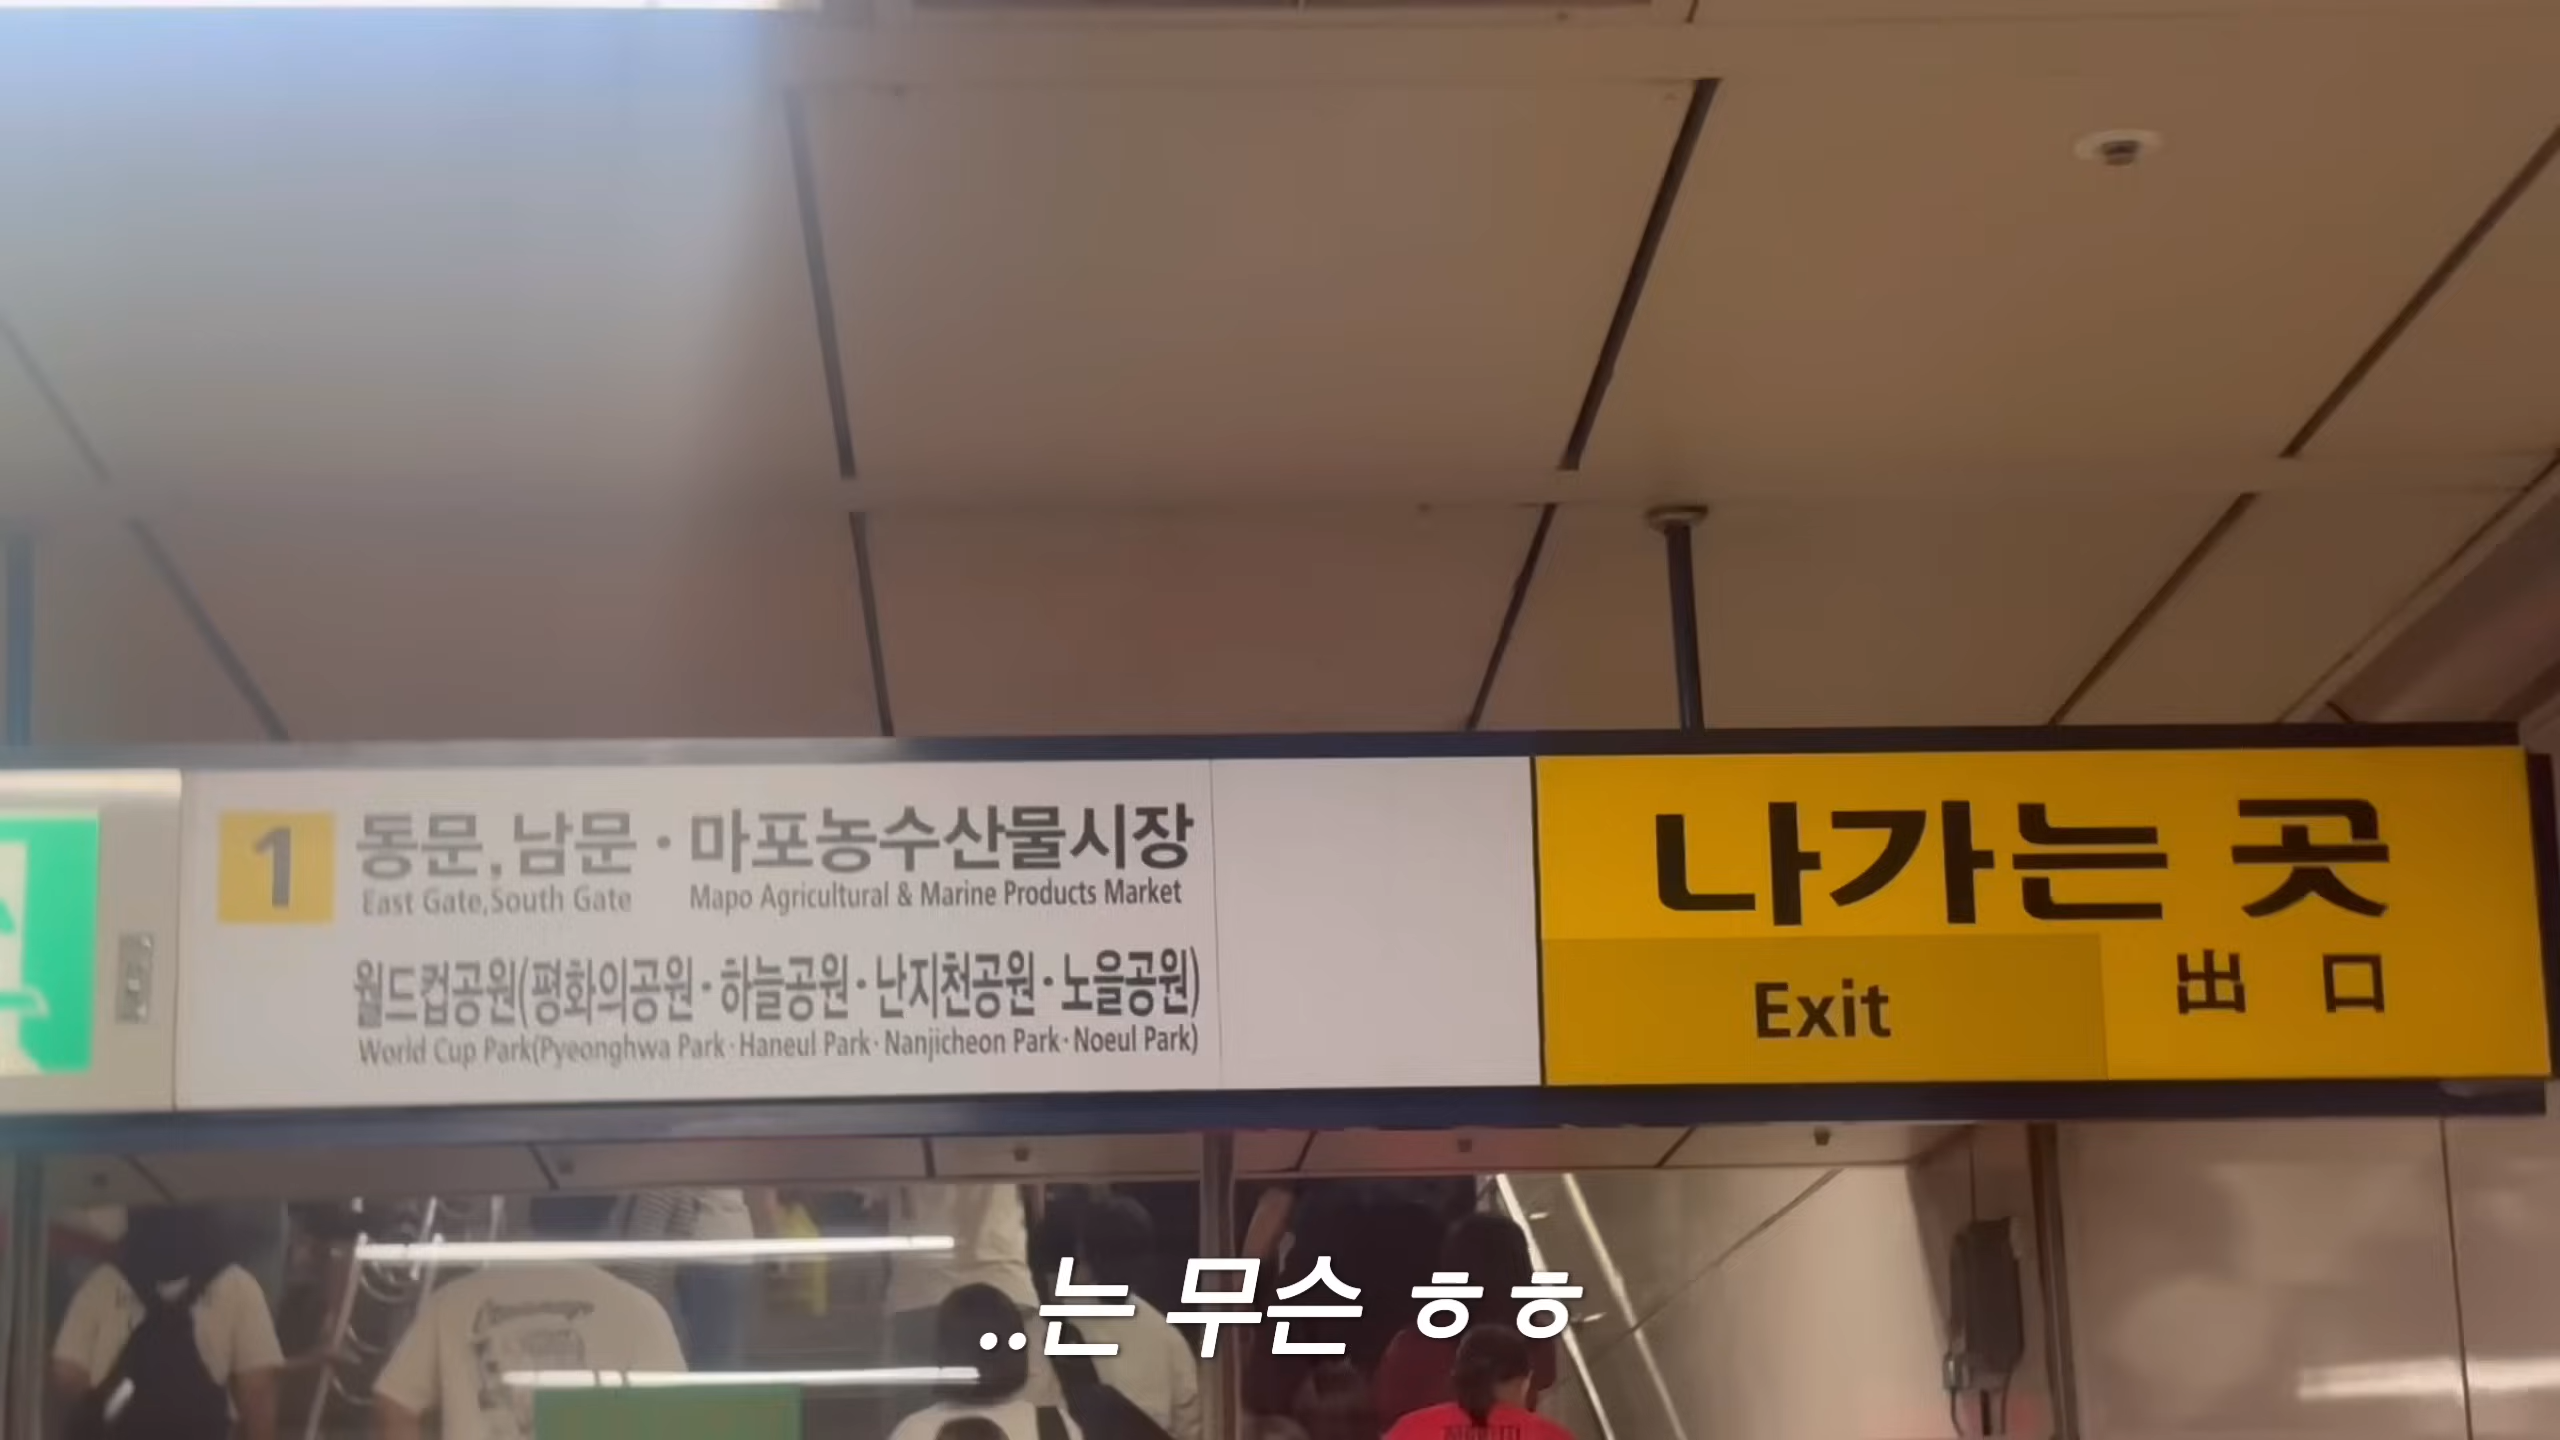 1 동문, 남문 · 마포농수산물시장
East Gate,South Gate Mapo Agricultural & Marine Products Market
월드컵공원(평화의공원·하늘공원·난지천공원·노을공원)
World Cup Park(Pyeonghwa Park·Haneul Park·Nanjicheon Park·Noeul Park)
나가는 곳
Exit 出口
..는 무슨 ㅎㅎ